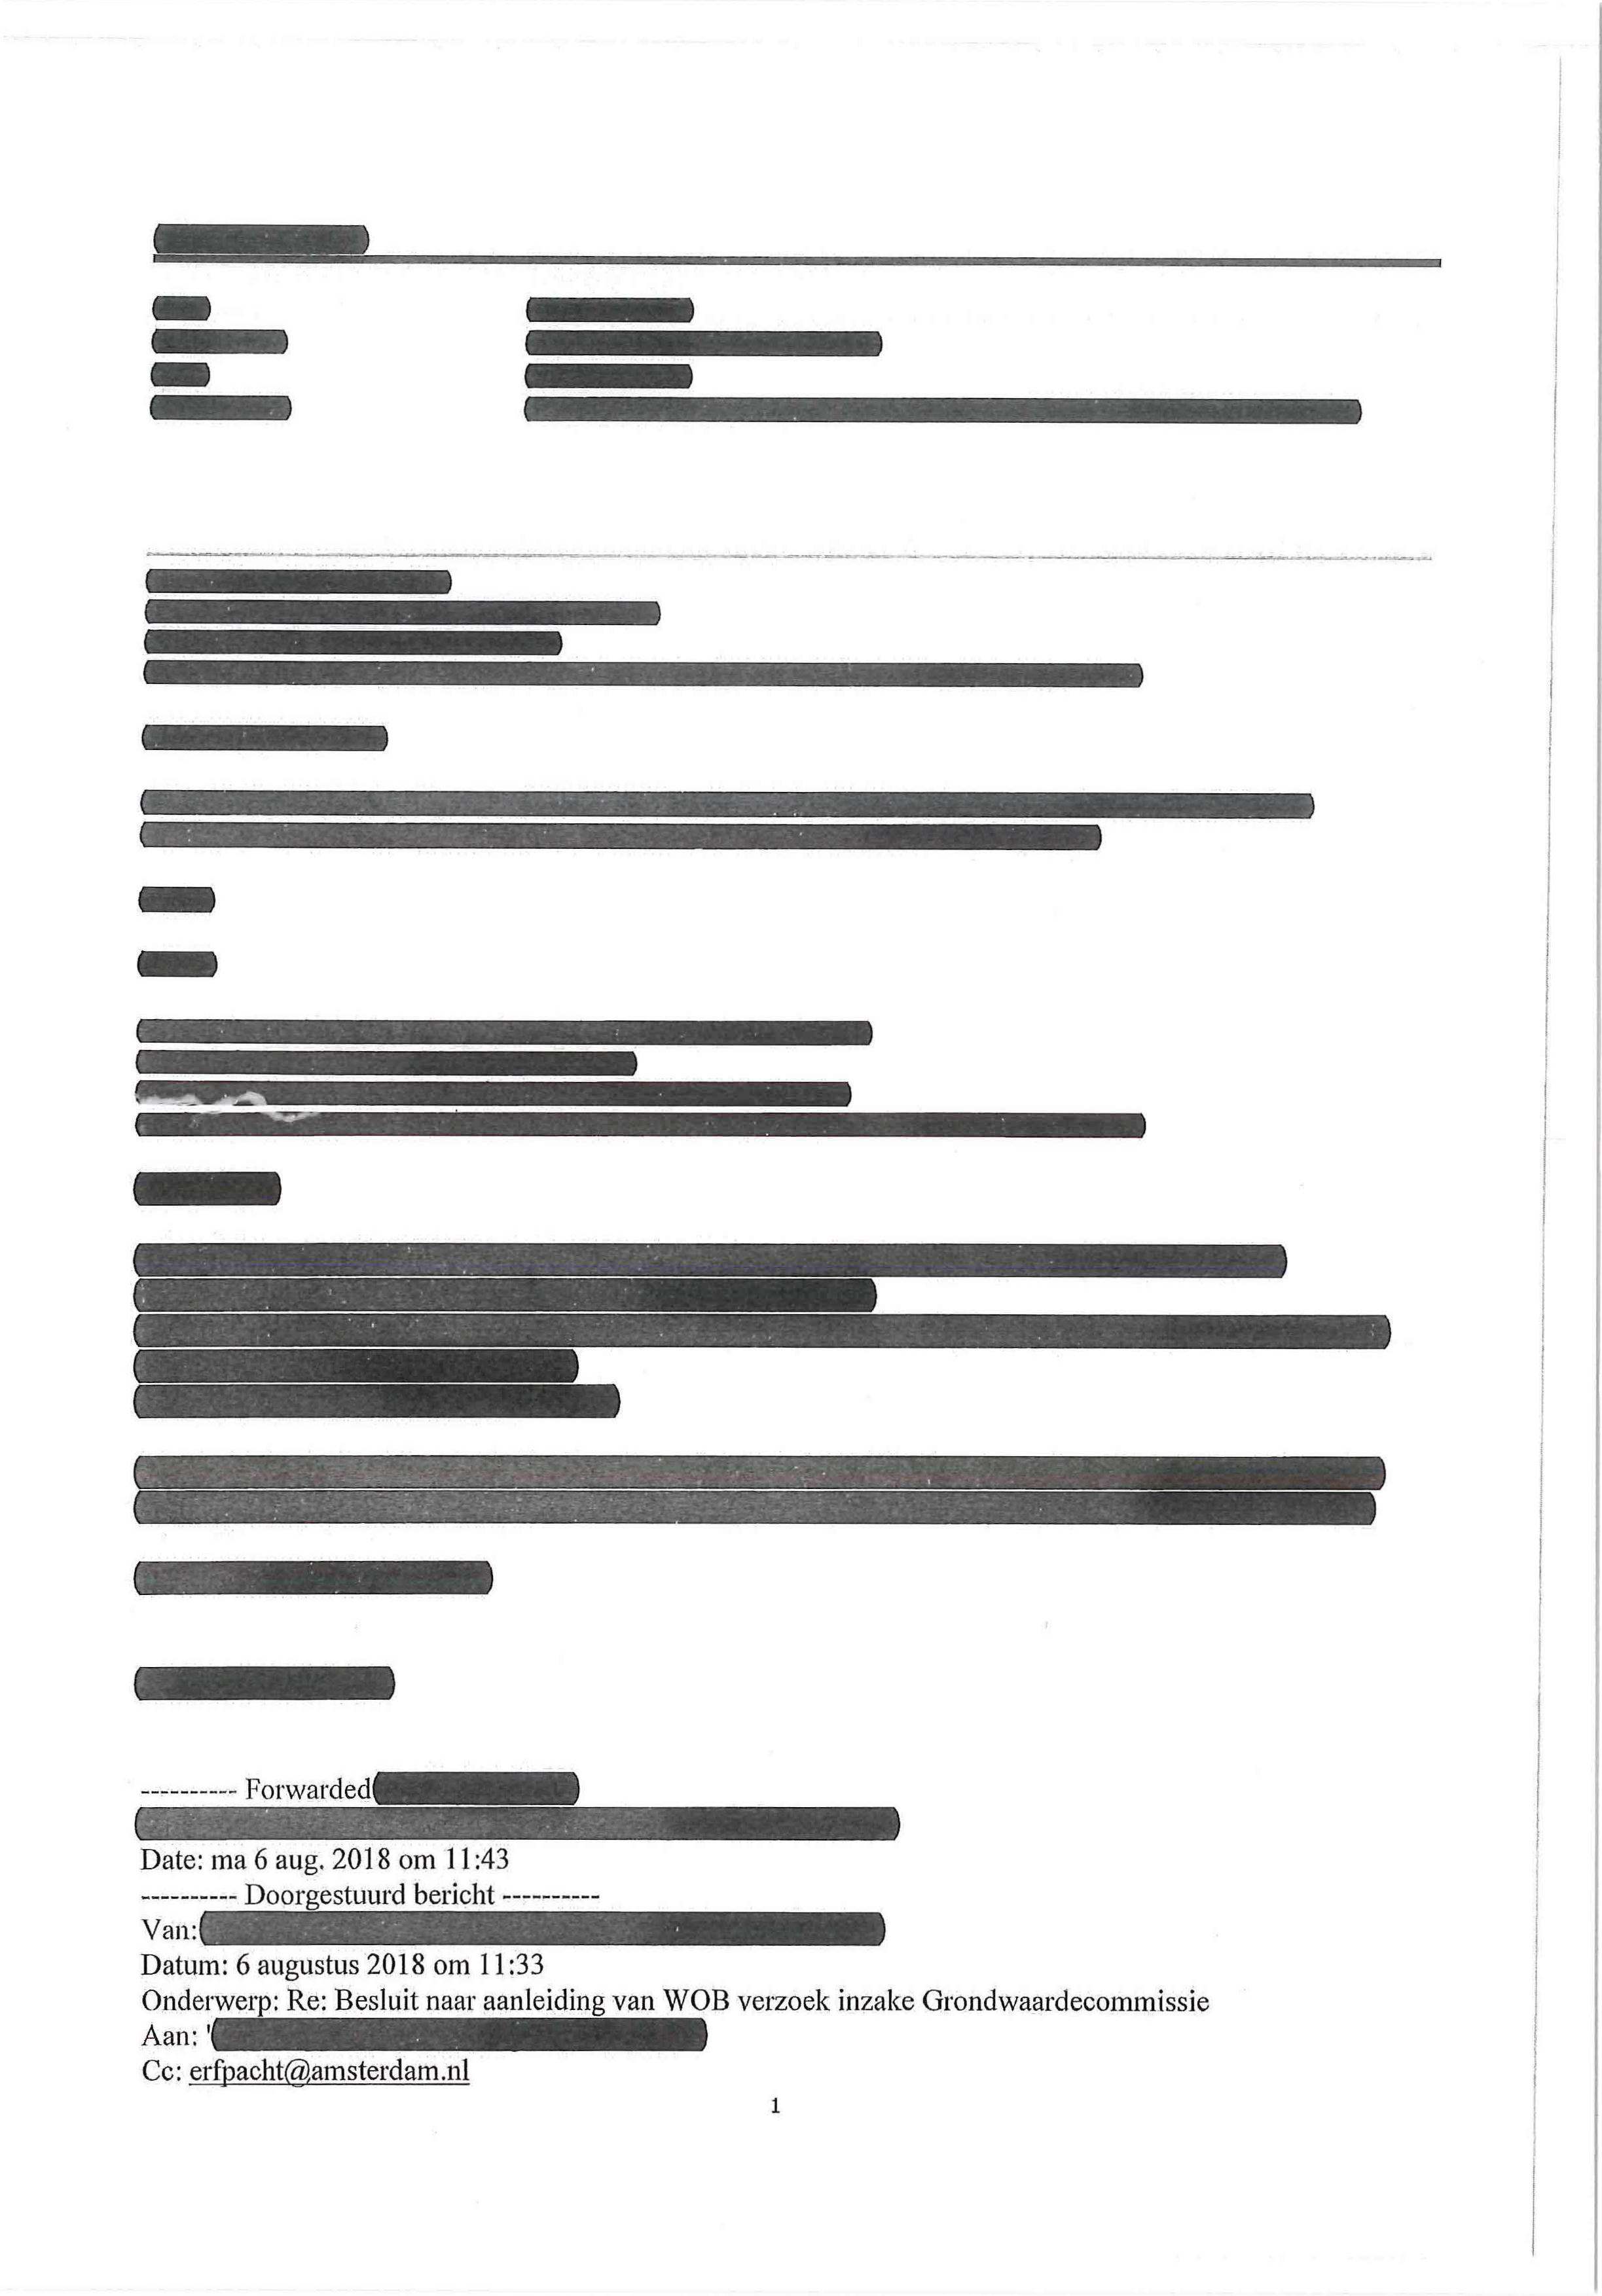 ---------- Forwarded
Date: ma 6 aug. 2018 om 11:43
---------- Doorgestuurd bericht ----------
Van:
Datum: 6 augustus 2018 om 11:33
Onderwerp: Re: Besluit naar aanleiding van WOB verzoek inzake Grondwaardecommissie
Aan: '
Cc: erfpacht@amsterdam.nl
1